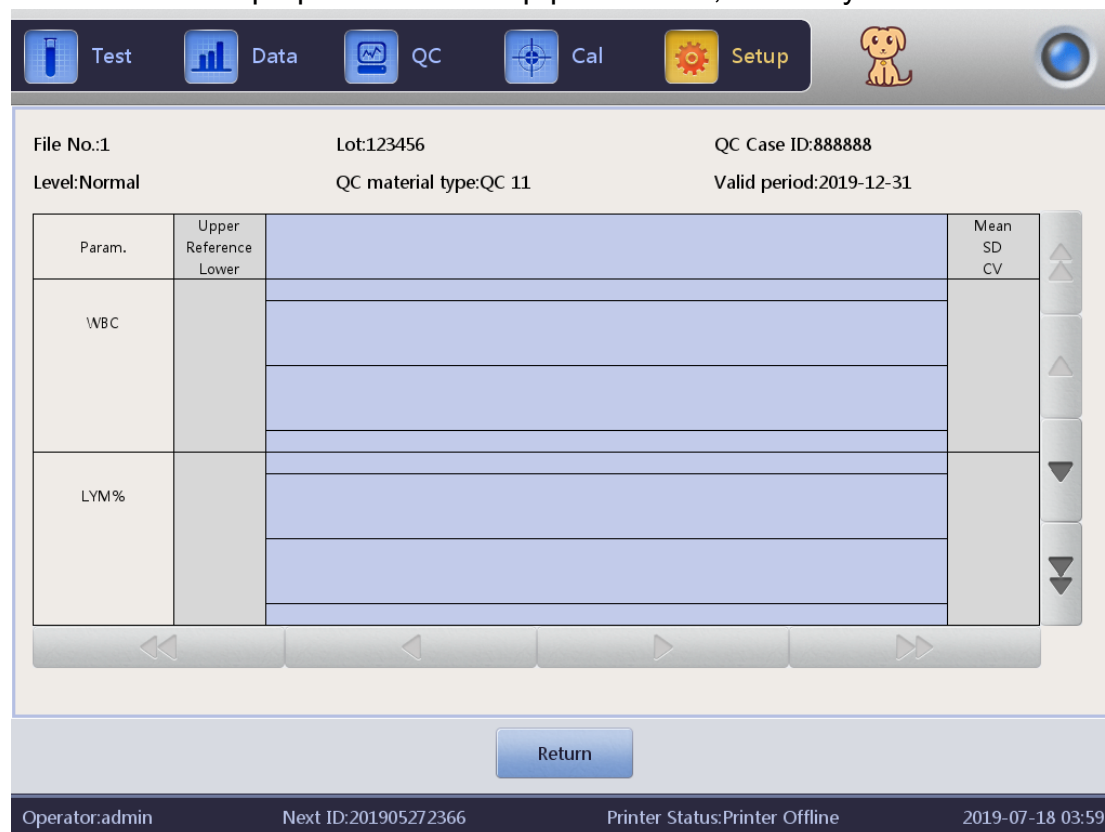 Test Data QC Cal Setup
File No.:1 Lot:123456 QC Case ID:888888
Level:Normal QC material type:QC 11 Valid period:2019-12-31
Param.
Upper
Reference
Lower
Mean
SD
CV
WBC
LYM%
Return
Operator:admin Next ID:201905272366 Printer Status:Printer Offline 2019-07-18 03:59